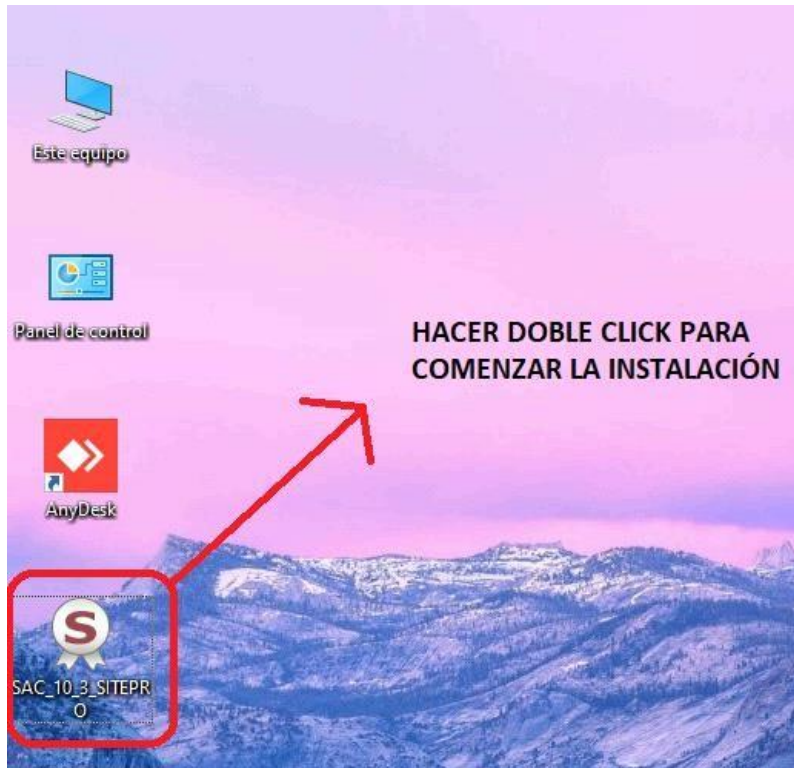 Este equipo
Panel de control
HACER DOBLE CLICK PARA
COMENZAR LA INSTALACIÓN
AnyDesk
S
SAC_10_3_SITEPR
O